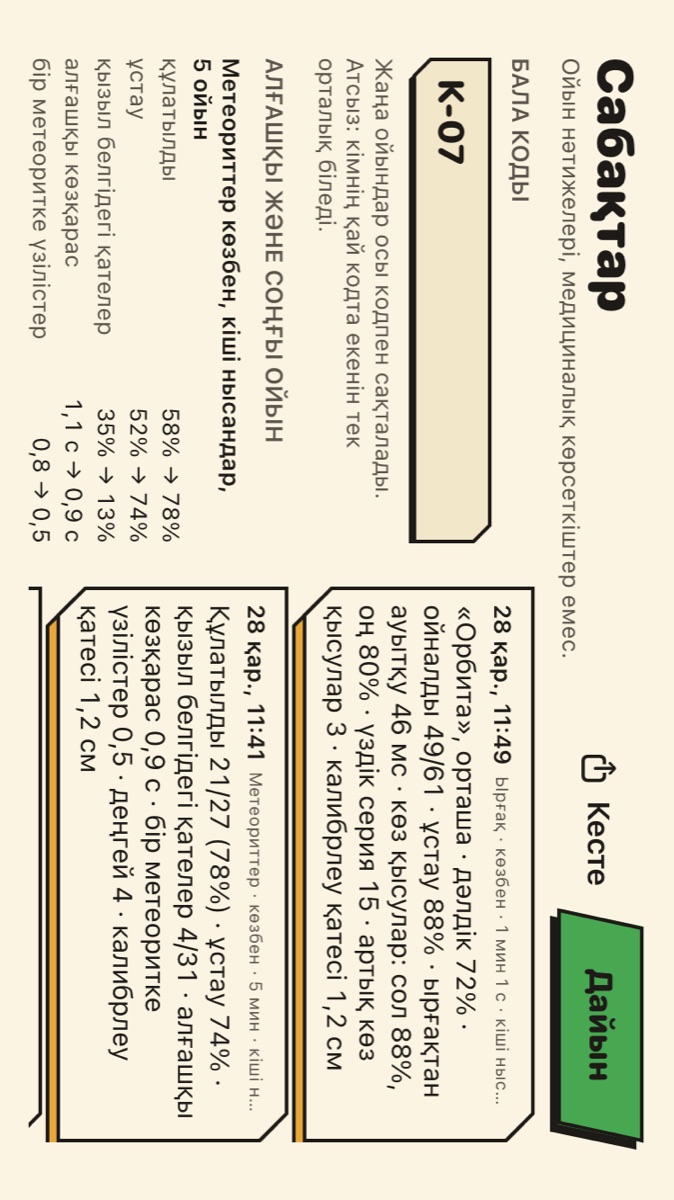 Сабақтар
Ойын нәтижелері, медициналық көрсеткіштер емес.
Кесте
Дайын
БАЛА КОДЫ
К-07
Жаңа ойындар осы кодпен сақталады.
Атсыз: кімнің қай кодта екенін тек
орталық біледі.
АЛҒАШҚЫ ЖӘНЕ СОҢҒЫ ОЙЫН
Метеориттер көзбен, кіші нысандар,
5 ойын
құлатылды 58% → 78%
ұстау 52% → 74%
қызыл белгідегі қателер 35% → 13%
алғашқы көзқарас 1,1 с → 0,9 с
бір метеоритке үзілістер 0,8 → 0,5
28 қар., 11:49 Ырғақ · көзбен · 1 мин 1 с · кіші ныс...
«Орбита», орташа · дәлдік 72% ·
ойналды 49/61 · ұстау 88% · ырғақтан
ауытқу 46 мс · көз қысулар: сол 88%,
оң 80% · үздік серия 15 · артық көз
қысулар 3 · калибрлеу қатесі 1,2 см
28 қар., 11:41 Метеориттер · көзбен · 5 мин · кіші н...
Құлатылды 21/27 (78%) · ұстау 74% ·
қызыл белгідегі қателер 4/31 · алғашқы
көзқарас 0,9 с · бір метеоритке
үзілістер 0,5 · деңгей 4 · калибрлеу
қатесі 1,2 см